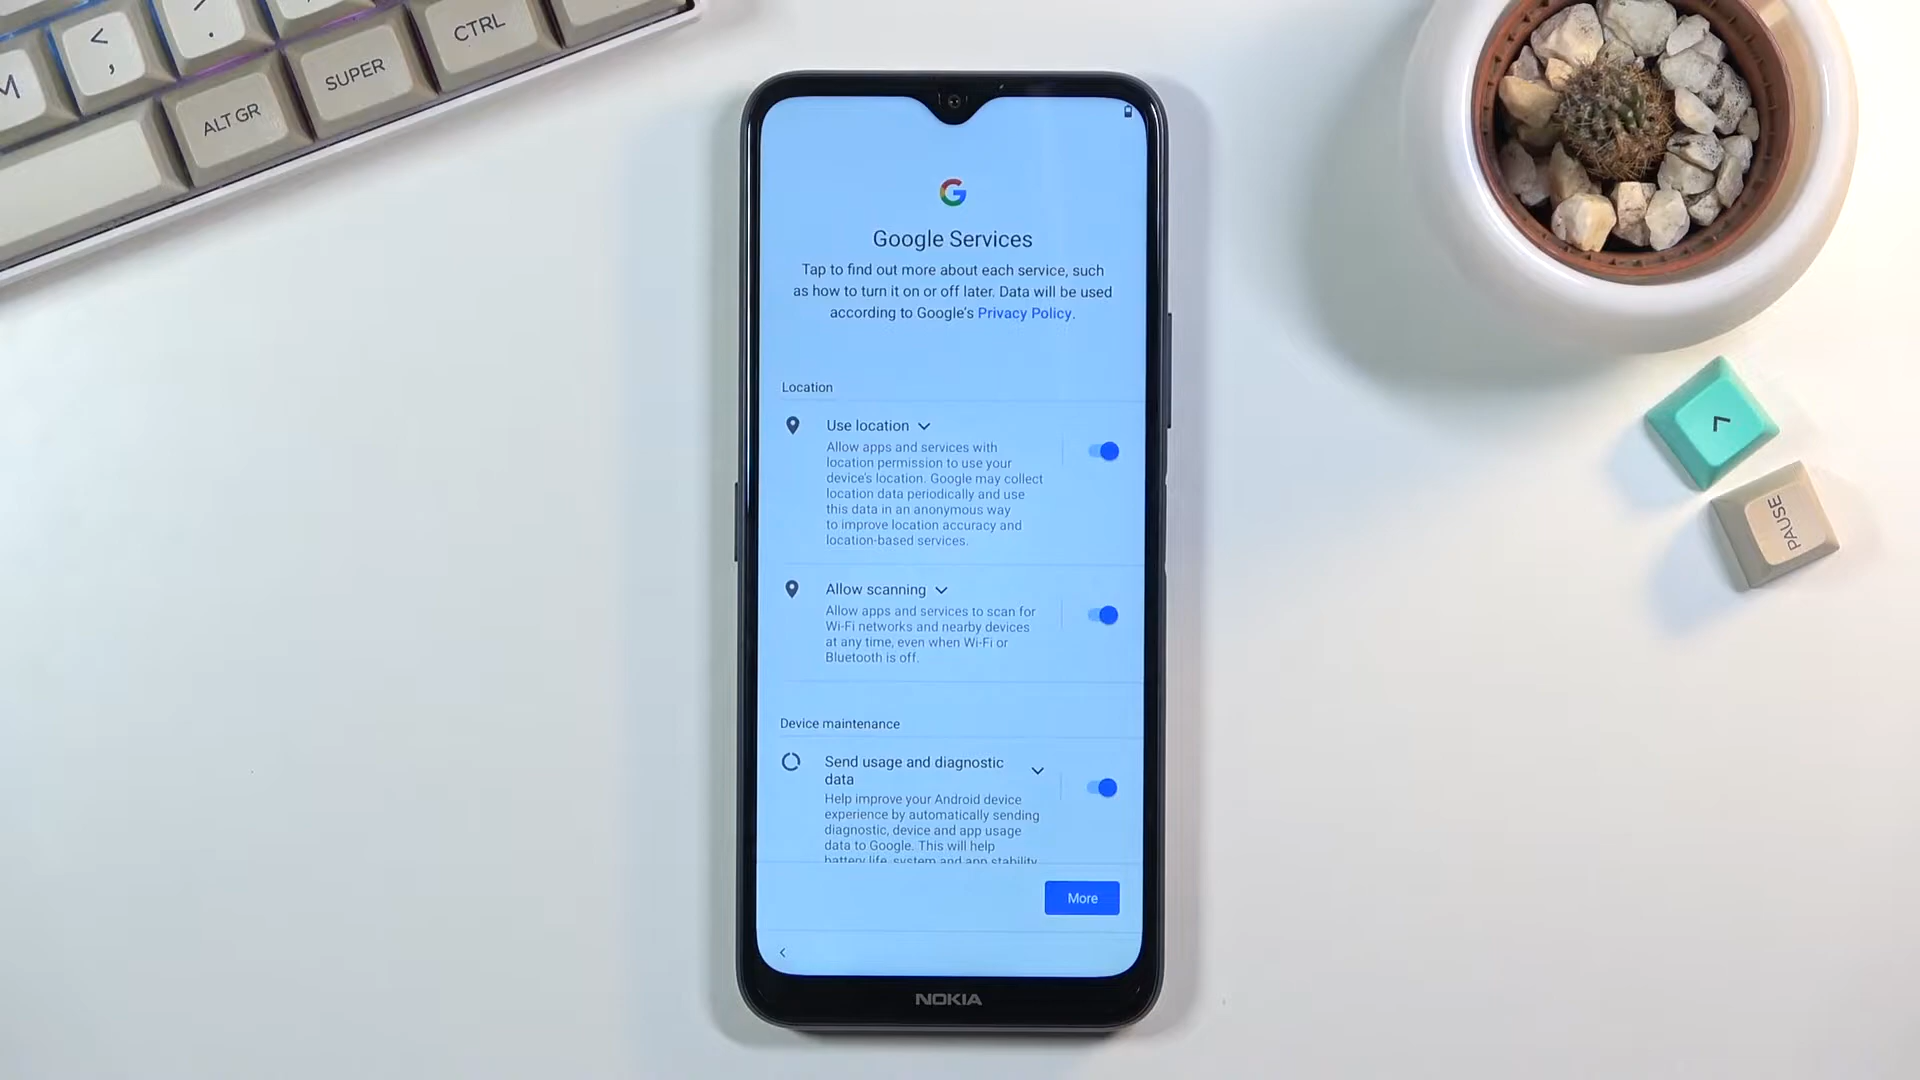 M
<
,
>
.
ALT GR
SUPER
CTRL
Google Services
Tap to find out more about each service, such
as how to turn it on or off later. Data will be used
according to Google's Privacy Policy.
Location
Use location
Allow apps and services with
location permission to use your
device's location. Google may collect
location data periodically and use
this data in an anonymous way
to improve location accuracy and
location-based services.
Allow scanning
Allow apps and services to scan for
Wi-Fi networks and nearby devices
at any time, even when Wi-Fi or
Bluetooth is off.
Device maintenance
Send usage and diagnostic
data
Help improve your Android device
experience by automatically sending
diagnostic, device and app usage
data to Google. This will help
battery life, system and app stability
More
NOKIA
PAUSE